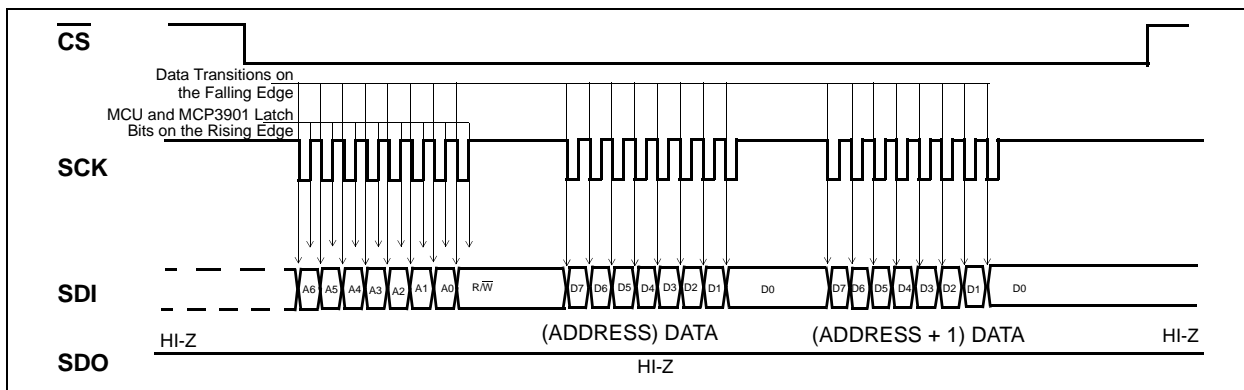 CS
Data Transitions on
the Falling Edge
MCU and MCP3901 Latch
Bits on the Rising Edge
SCK
SDI
A6 A5 A4 A3 A2 A1 A0 R/W D7 D6 D5 D4 D3 D2 D1 D0 D7 D6 D5 D4 D3 D2 D1 D0
(ADDRESS) DATA (ADDRESS + 1) DATA
HI-Z HI-Z
SDO
HI-Z